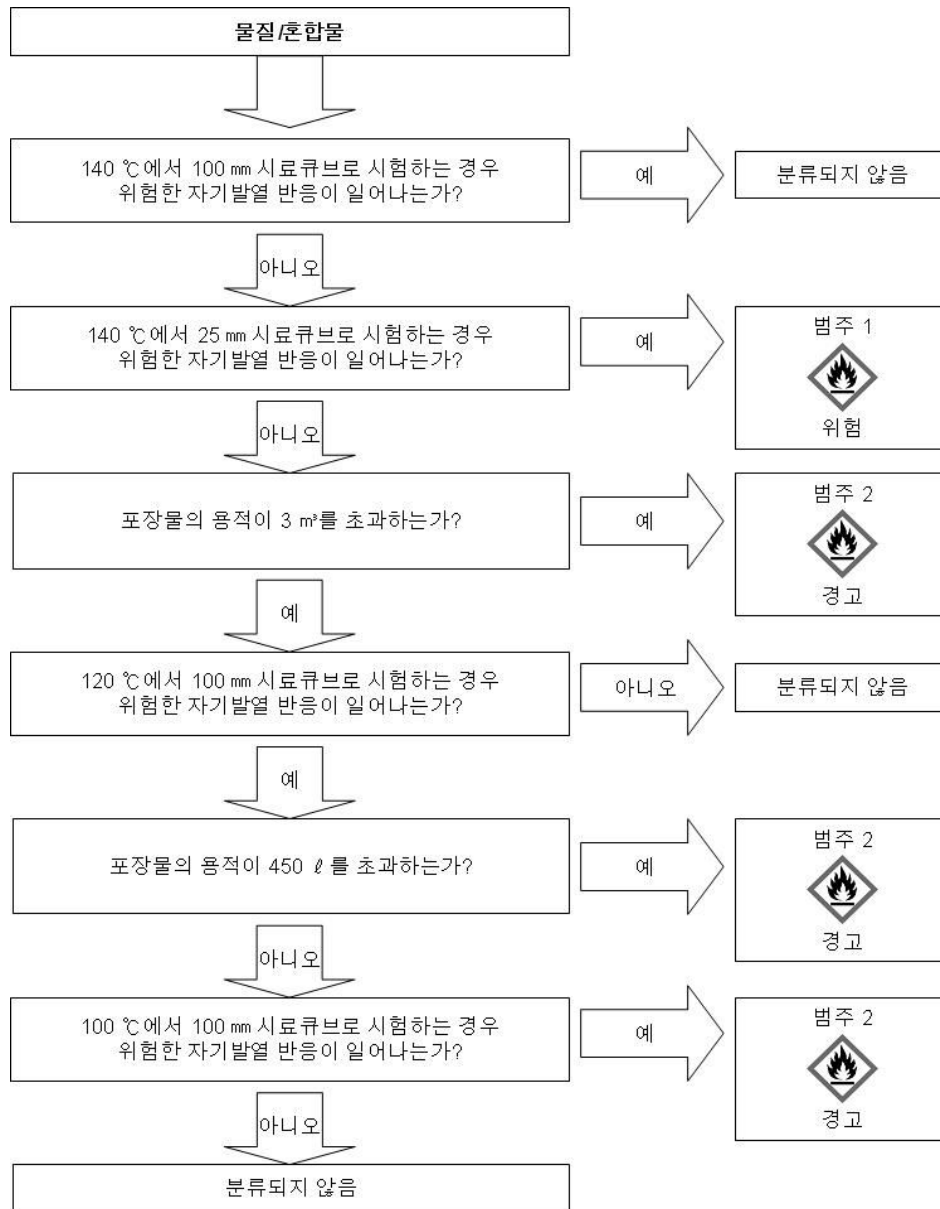 물질/혼합물
140 ℃에서 100 ㎜ 시료큐브로 시험하는 경우
위험한 자기발열 반응이 일어나는가?
예
분류되지 않음
아니오
140 ℃에서 25 ㎜ 시료큐브로 시험하는 경우
위험한 자기발열 반응이 일어나는가?
예
범주 1
위험
아니오
포장물의 용적이 3 ㎥를 초과하는가?
예
범주 2
경고
예
120 ℃에서 100 ㎜ 시료큐브로 시험하는 경우
위험한 자기발열 반응이 일어나는가?
아니오
분류되지 않음
예
포장물의 용적이 450 ℓ 를 초과하는가?
예
범주 2
경고
아니오
100 ℃에서 100 ㎜ 시료큐브로 시험하는 경우
위험한 자기발열 반응이 일어나는가?
예
범주 2
경고
아니오
분류되지 않음